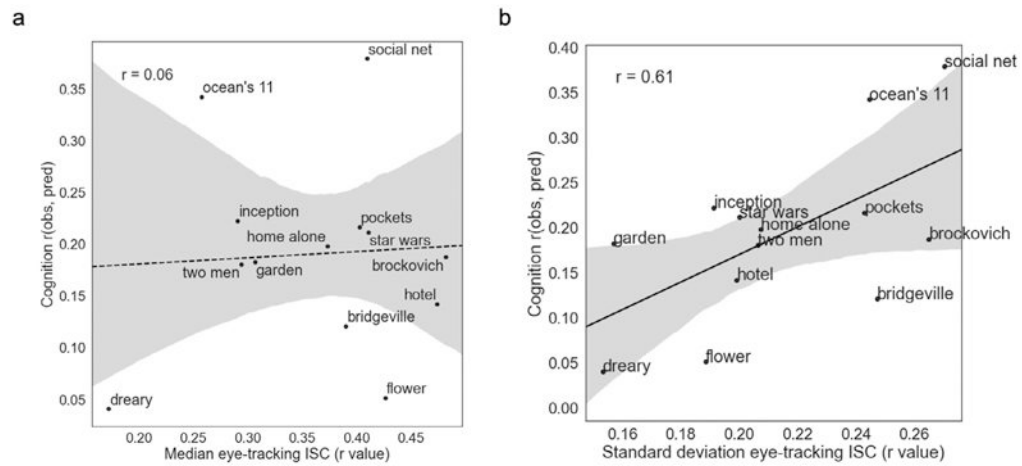 a
Cognition r(obs, pred)
0.35
0.30
0.25
0.20
0.15
0.10
0.05
r = 0.06
social net
ocean's 11
inception
pockets
home alone
star wars
two men
garden
brockovich
hotel
bridgeville
dreary
flower
0.20 0.25 0.30 0.35 0.40 0.45
Median eye-tracking ISC (r value)
b
Cognition r(obs, pred)
0.40
0.35
0.30
0.25
0.20
0.15
0.10
0.05
0.00
r = 0.61
social net
ocean's 11
inception
star wars
pockets
home alone
garden
two men
brockovich
hotel
bridgeville
flower
dreary
0.16 0.18 0.20 0.22 0.24 0.26
Standard deviation eye-tracking ISC (r value)